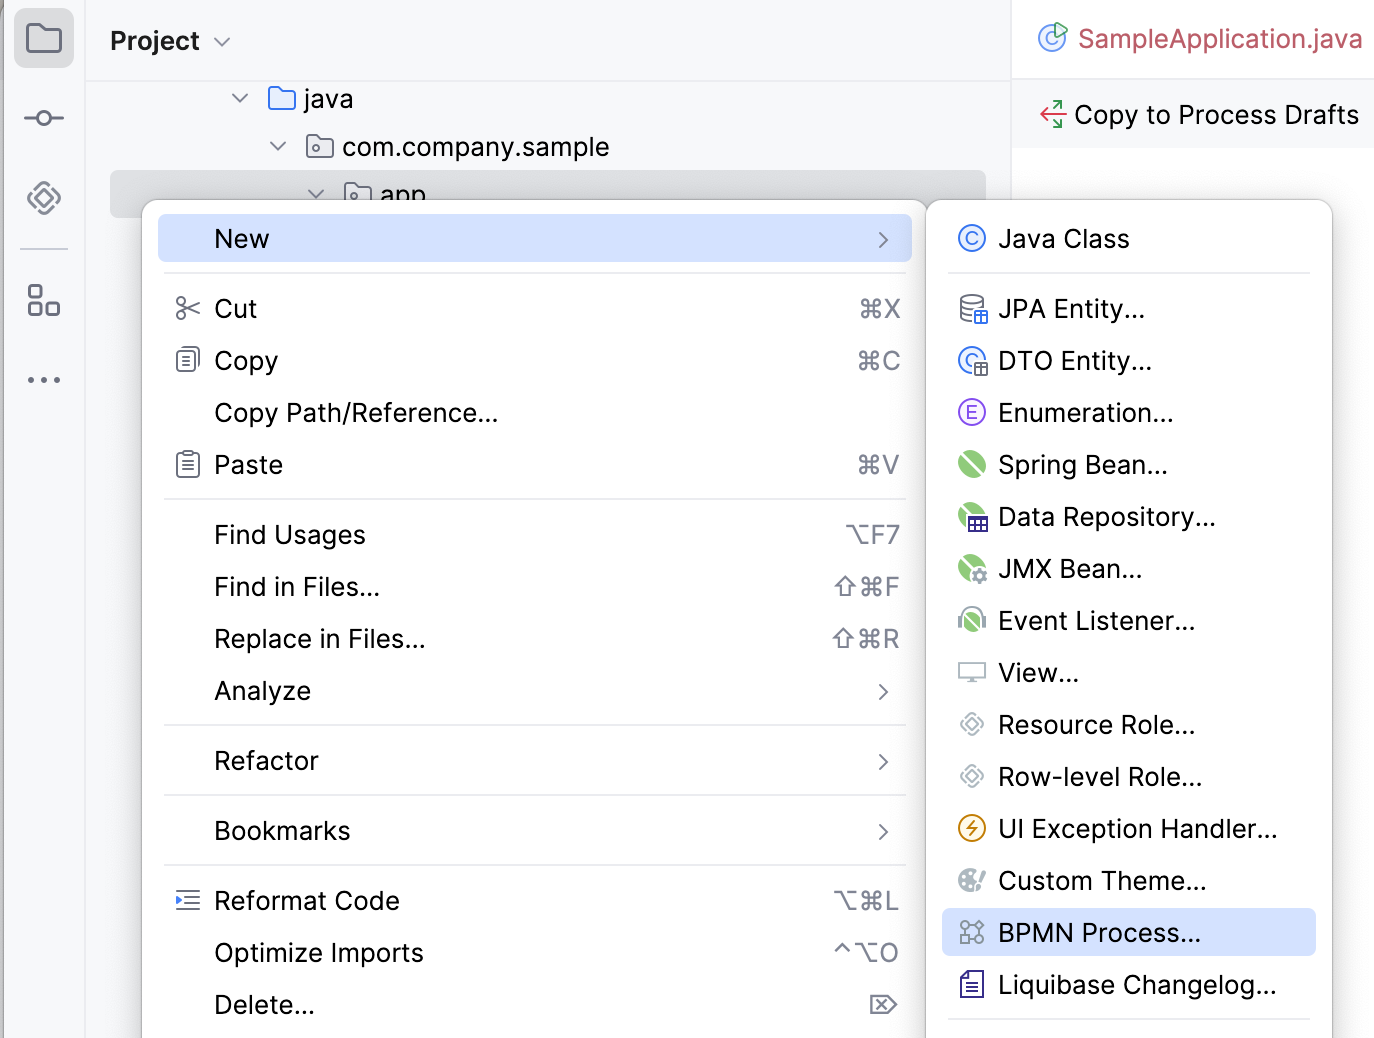 Project
java
com.company.sample
app
SampleApplication.java
Copy to Process Drafts
New
Cut ⌘X
Copy ⌘C
Copy Path/Reference...
Paste ⌘V
Find Usages ⌥F7
Find in Files... ⇧⌘F
Replace in Files... ⇧⌘R
Analyze
Refactor
Bookmarks
Reformat Code ⌥⌘L
Optimize Imports ^⌥O
Delete... ⌦
Java Class
JPA Entity...
DTO Entity...
Enumeration...
Spring Bean...
Data Repository...
JMX Bean...
Event Listener...
View...
Resource Role...
Row-level Role...
UI Exception Handler...
Custom Theme...
BPMN Process...
Liquibase Changelog...